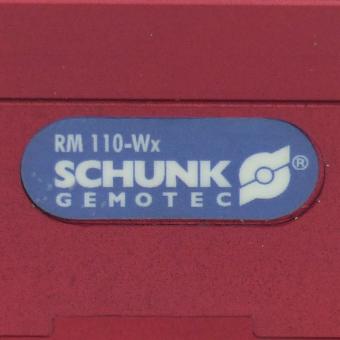 RM 110-Wx
SCHUNK ®
GEMOTEC